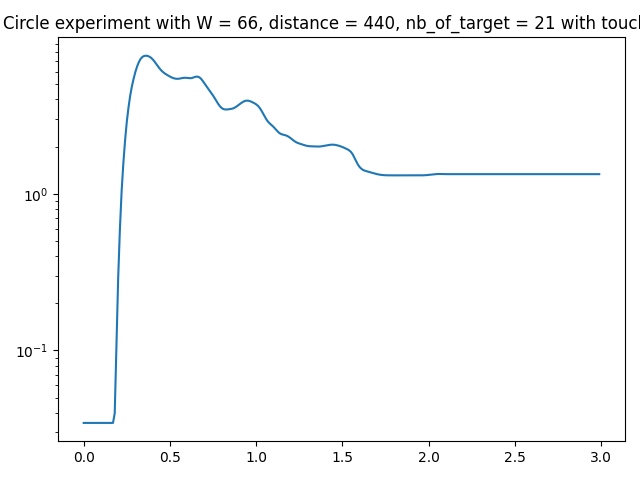 Circle experiment with W = 66, distance = 440, nb_of_target = 21 with touc
10⁰
10⁻¹
0.0 0.5 1.0 1.5 2.0 2.5 3.0